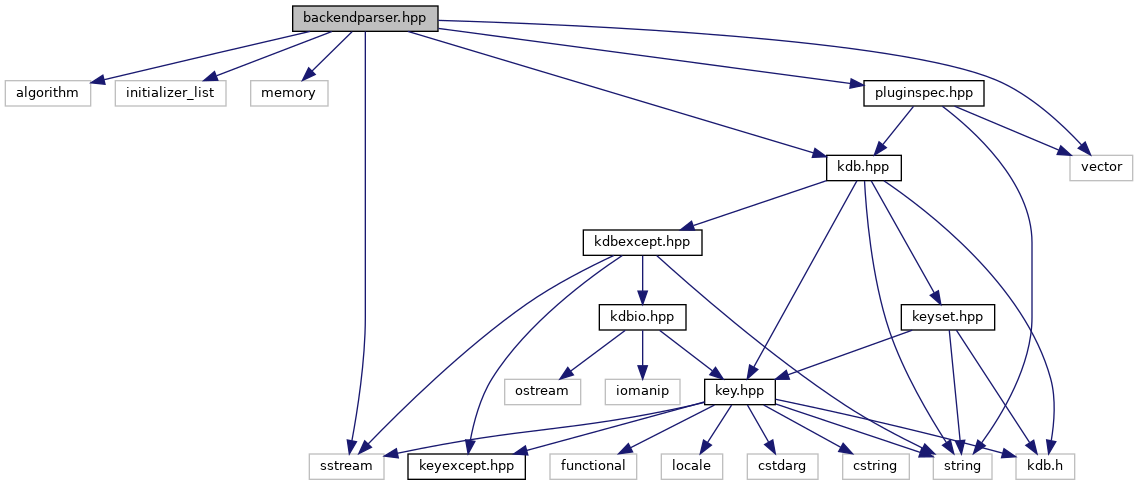 backendparser.hpp
algorithm
initializer_list
memory
pluginspec.hpp
kdb.hpp
vector
kdbexcept.hpp
kdbio.hpp
keyset.hpp
ostream
iomanip
key.hpp
sstream
keyexcept.hpp
functional
locale
cstdarg
cstring
string
kdb.h